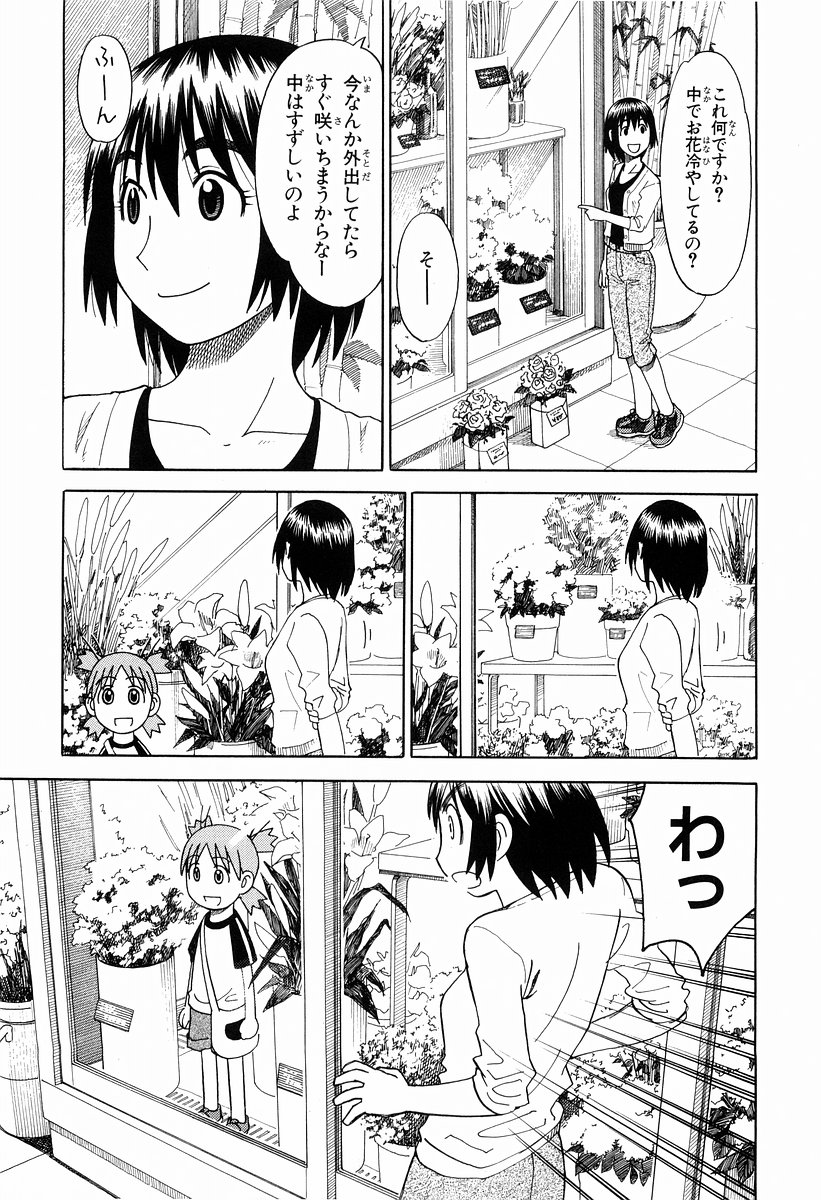 これ何ですか?
中でお花冷やしてるの?
そー
今なんか外出してたら
すぐ咲いちまうからなー
中はすずしいのよ
ふーん
わっ